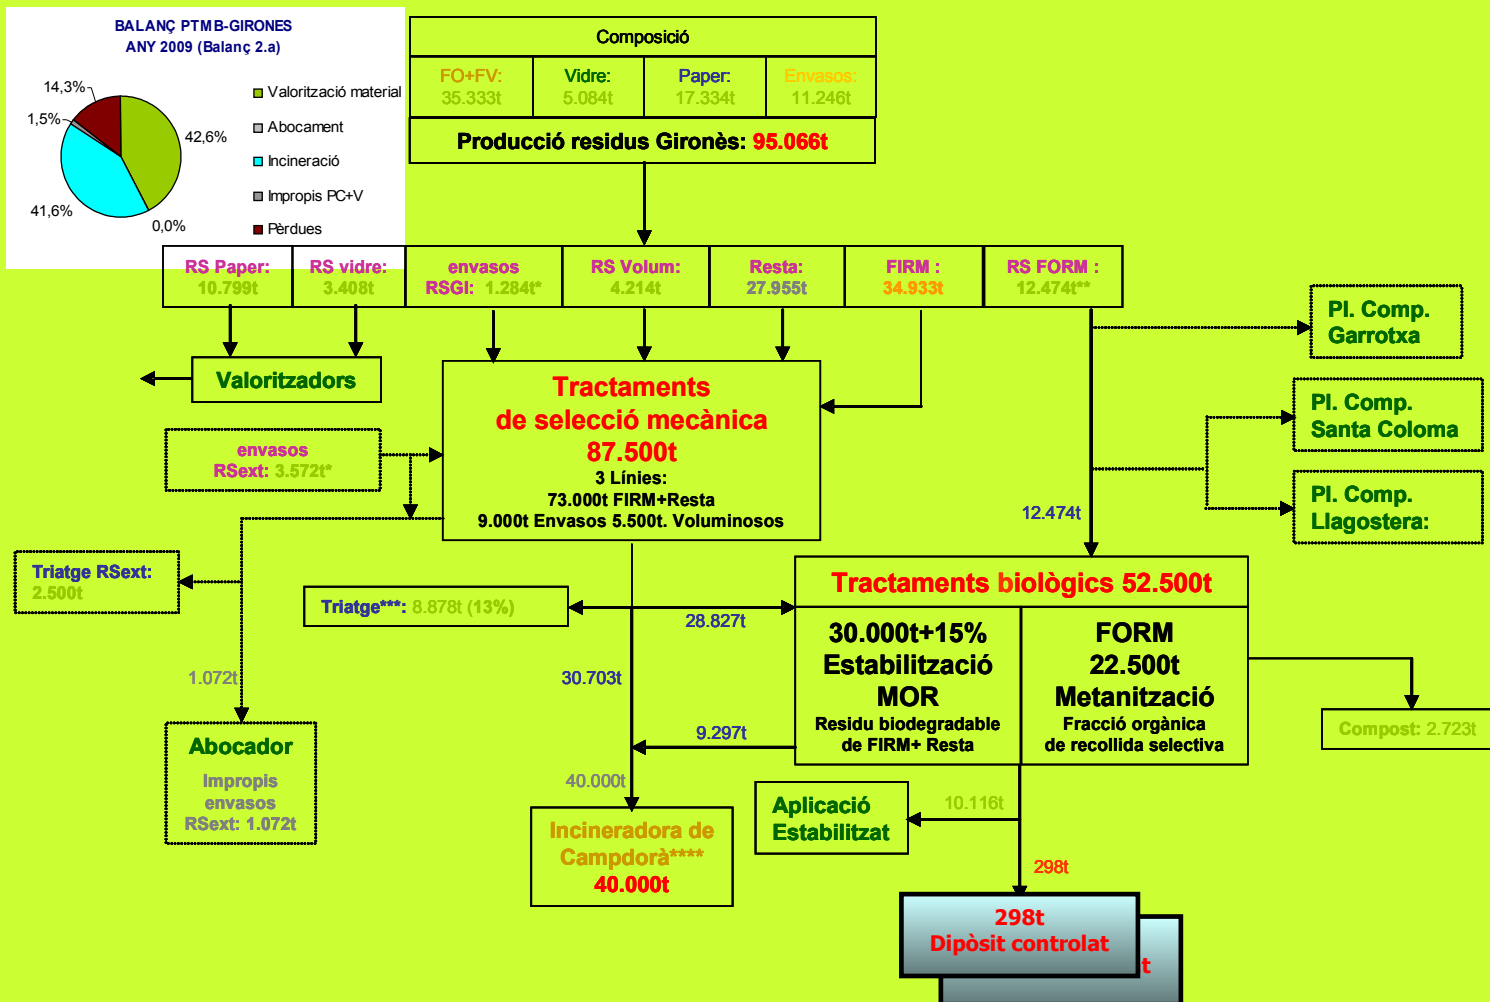 BALANÇ PTMB-GIRONES
ANY 2009 (Balanç 2.a)
14,3%
1,5%
42,6%
41,6%
0,0%
Valorització material
Abocament
Incineració
Impropis PC+V
Pèrdues
Composició
FO+FV:
35.333t
Vidre:
5.084t
Paper:
17.334t
Envasos:
11.246t
Producció residus Gironès: 95.066t
RS Paper:
10.799t
RS vidre:
3.408t
envasos
RSGI: 1.284t*
RS Volum:
4.214t
Resta:
27.955t
FIRM :
34.933t
RS FORM :
12.474t**
Valoritzadors
Tractaments
de selecció mecànica
87.500t
3 Línies:
73.000t FIRM+Resta
9.000t Envasos 5.500t. Voluminosos
Pl. Comp.
Garrotxa
Pl. Comp.
Santa Coloma
Pl. Comp.
Llagostera:
envasos
RSext: 3.572t*
12.474t
Triatge RSext:
2.500t
Triatge***: 8.878t (13%)
28.827t
30.703t
Tractaments biològics 52.500t
30.000t+15%
Estabilització
MOR
Residu biodegradable
de FIRM+ Resta
FORM
22.500t
Metanització
Fracció orgànica
de recollida selectiva
1.072t
9.297t
Compost: 2.723t
Abocador
Impropis
envasos
RSext: 1.072t
40.000t
Incineradora de
Campdorà****
40.000t
Aplicació
Estabilitzat
10.116t
298t
298t
Dipòsit controlat
t